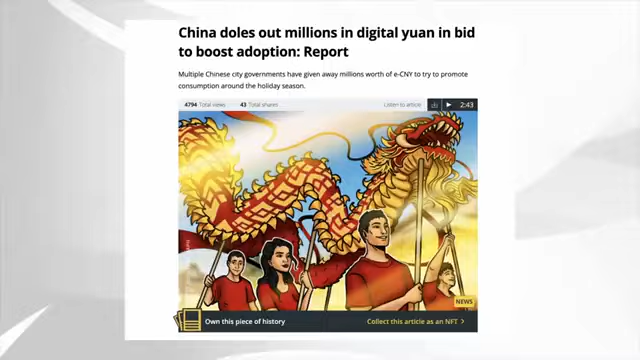 China doles out millions in digital yuan in bid
to boost adoption: Report
Multiple Chinese city governments have given away millions worth of e-CNY to try to promote
consumption around the holiday season.
4794 Total views 43 Total shares Listen to article 2:43
NEWS
Own this piece of history Collect this article as an NFT